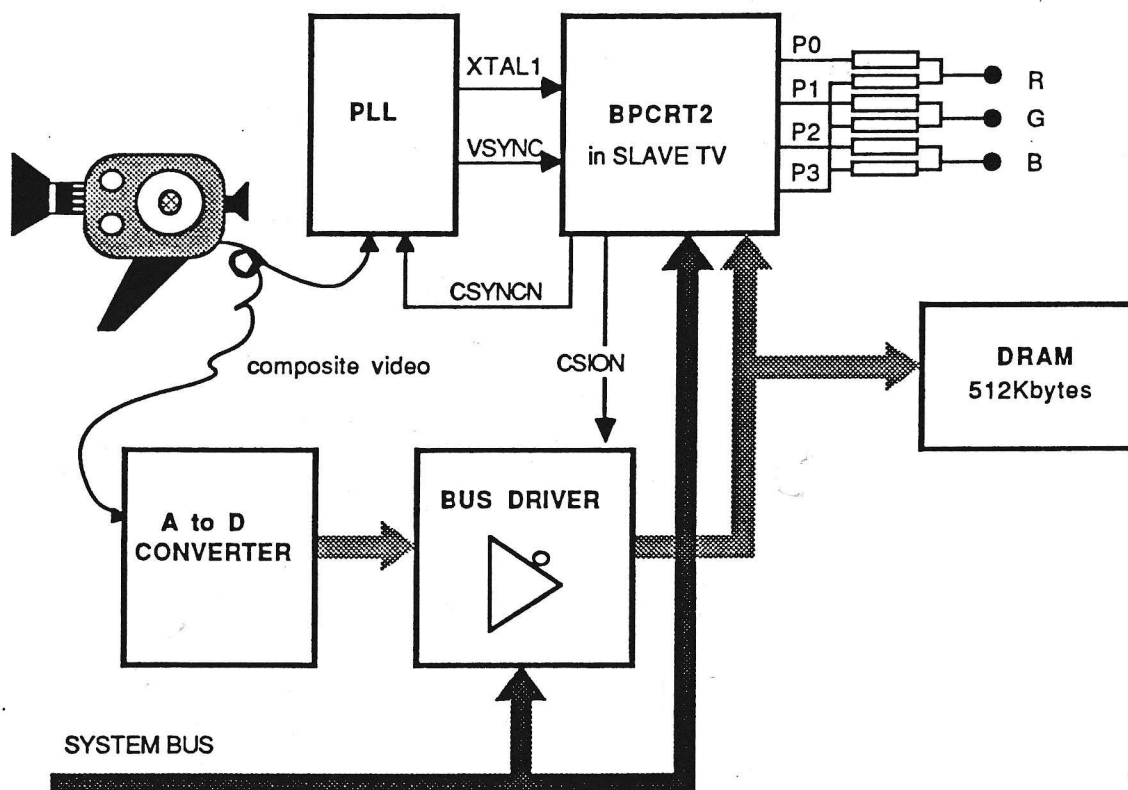 P0
XTAL1
R
PLL
P1
BPCRT2
G
VSYNC
in SLAVE TV
P2
B
P3
CSYNCN
composite video
CSION
DRAM
512Kbytes
BUS DRIVER
A to D
CONVERTER
SYSTEM BUS